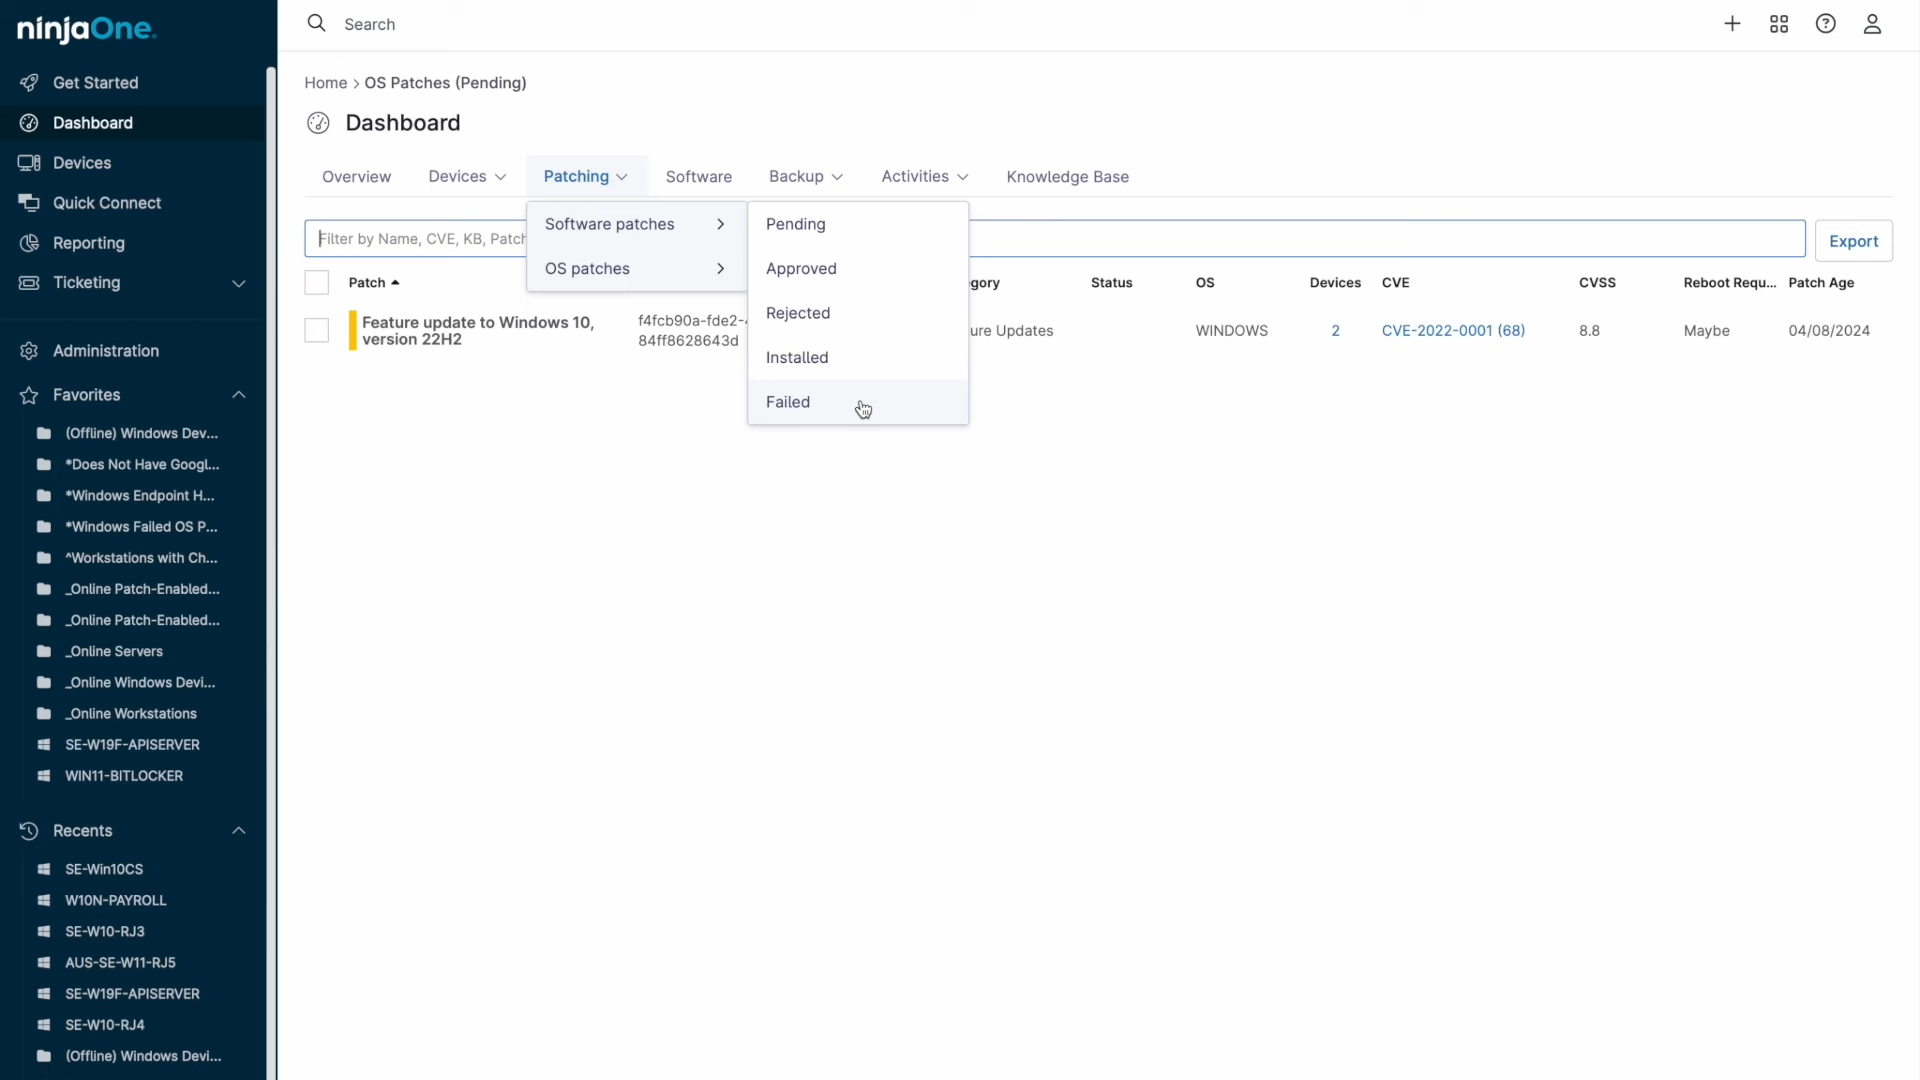 ninjaOne.
Search
Get Started
Dashboard
Devices
Quick Connect
Reporting
Ticketing
Administration
Favorites
(Offline) Windows Dev...
*Does Not Have Googl...
*Windows Endpoint H...
*Windows Failed OS P...
^Workstations with Ch...
_Online Patch-Enabled...
_Online Patch-Enabled...
_Online Servers
_Online Windows Devi...
_Online Workstations
SE-W19F-APISERVER
WIN11-BITLOCKER
Recents
SE-Win10CS
W10N-PAYROLL
SE-W10-RJ3
AUS-SE-W11-RJ5
SE-W19F-APISERVER
SE-W10-RJ4
(Offline) Windows Devi...
Home > OS Patches (Pending)
Dashboard
Overview Devices Patching Software Backup Activities Knowledge Base
Software patches
OS patches
Pending
Approved
Rejected
Installed
Failed
Filter by Name, CVE, KB, Patch
Export
Patch gory Status OS Devices CVE CVSS Reboot Requ... Patch Age
Feature update to Windows 10,
version 22H2
f4fcb90a-fde2-
84ff8628643d
ure Updates WINDOWS 2 CVE-2022-0001 (68) 8.8 Maybe 04/08/2024